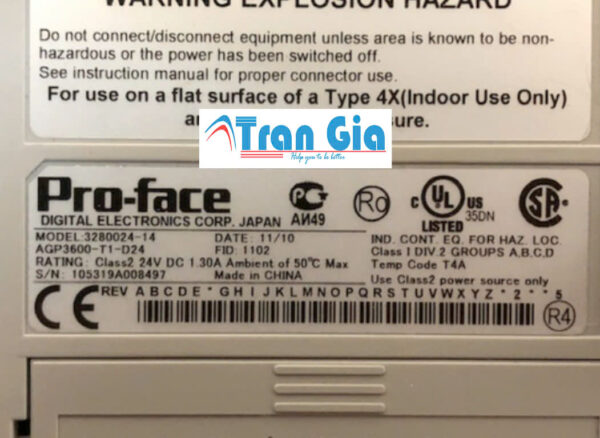 WARNING EXPLOSION HAZARD
Do not connect/disconnect equipment unless area is known to be non-
hazardous or the power has been switched off.
See instruction manual for proper connector use.
For use on a flat surface of a Type 4X(Indoor Use Only)
Tran Gia
Help you to be better
Pro-face
DIGITAL ELECTRONICS CORP. JAPAN
АИ49
Ro
C UL US
LISTED 35DN
SA
MODEL:3280024-14 DATE: 11/10
AGP3600-T1-D24 FID: 1102
RATING: Class2 24V DC 1.30A Ambient of 50℃ Max
S/N: 105319A008497 Made in CHINA
IND. CONT. EQ. FOR HAZ. LOC.
Class I DIV.2 GROUPS A,B,C,D
Temp Code T4A
Use Class2 power source only
CE
REV A B C D E * G H I J K L M N O P Q R S T U V W X Y Z * 2 * * 5
R4